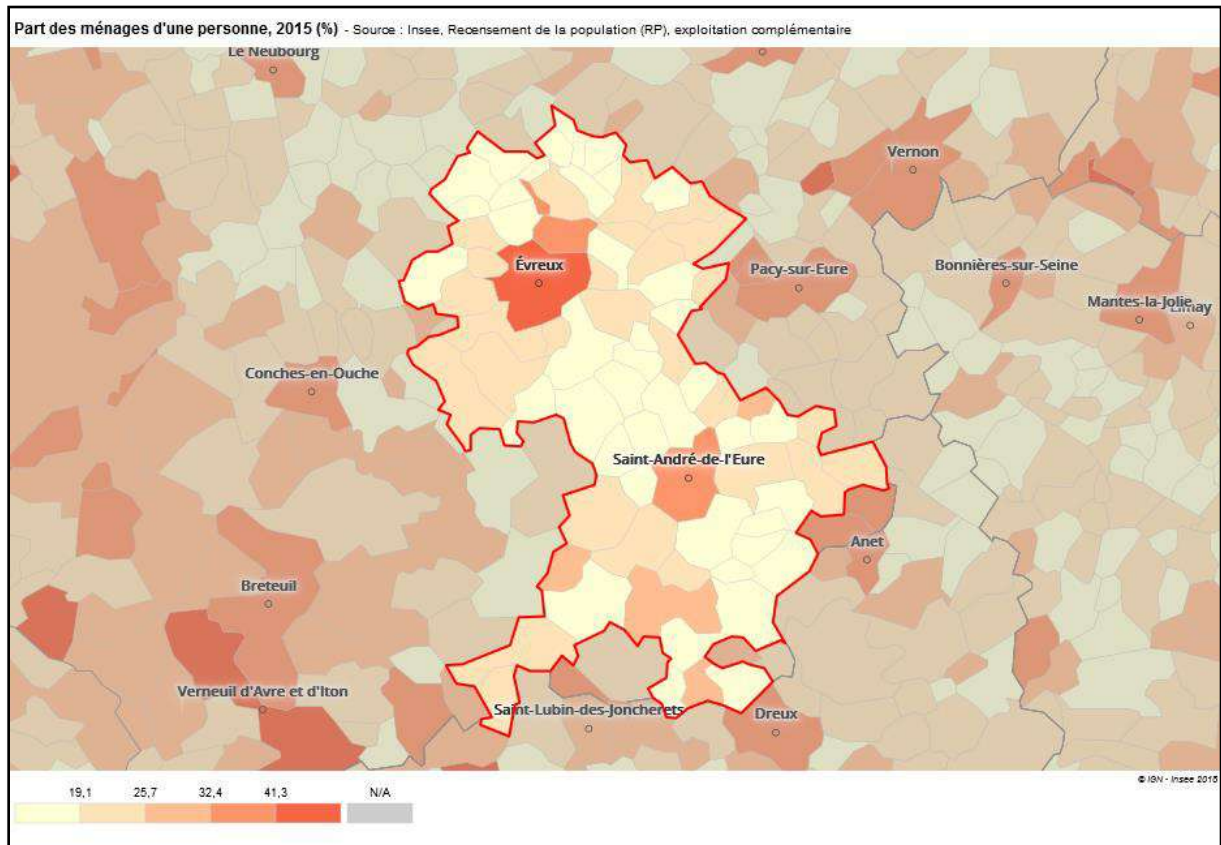 Part des ménages d'une personne, 2015 (%) - Source : Insee, Recensement de la population (RP), exploitation complémentaire
Le Neubourg
Vernon
Évreux
Pacy-sur-Eure
Bonnières-sur-Seine
Mantes-la-Jolie
Limay
Conches-en-Ouche
Saint-André-de-l'Eure
Anet
Breteuil
Verneuil d'Avre et d'Iton
Saint-Lubin-des-Joncherets
Dreux
© IGN - Insee 2018
19,1 25,7 32,4 41,3 N/A